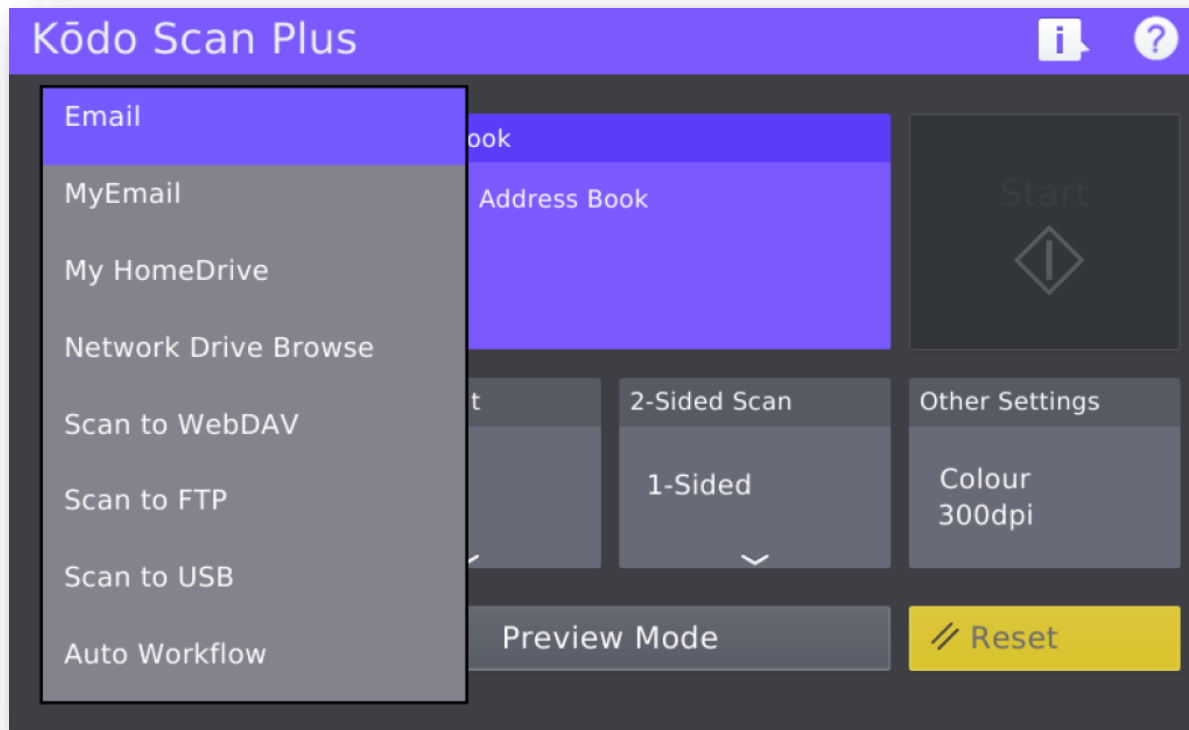 Kōdo Scan Plus
i ?
Email
MyEmail
My HomeDrive
Network Drive Browse
Scan to WebDAV
Scan to FTP
Scan to USB
Auto Workflow
ook
Address Book
Start
t
2-Sided Scan
1-Sided
Other Settings
Colour
300dpi
Preview Mode
Reset